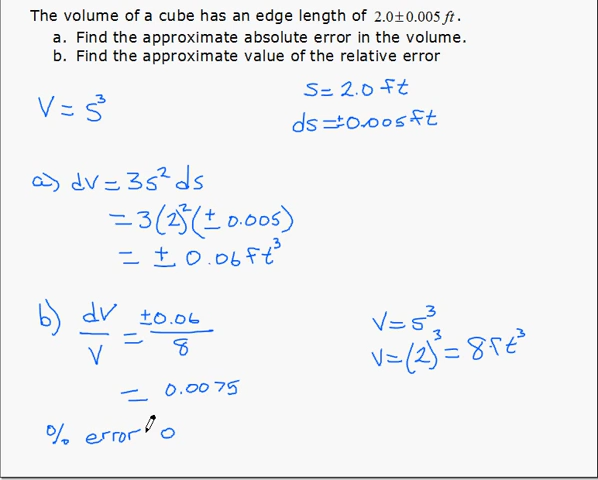 The volume of a cube has an edge length of 2.0±0.005 ft.
a. Find the approximate absolute error in the volume.
b. Find the approximate value of the relative error
V = s³
s = 2.0 ft
ds = ±0.005 ft
a) dV = 3s² ds
= 3(2)²(± 0.005)
= ± 0.06 ft³
b) dV/V = ±0.06/8
= 0.0075
V = s³
V = (2)³ = 8 ft³
% error 0